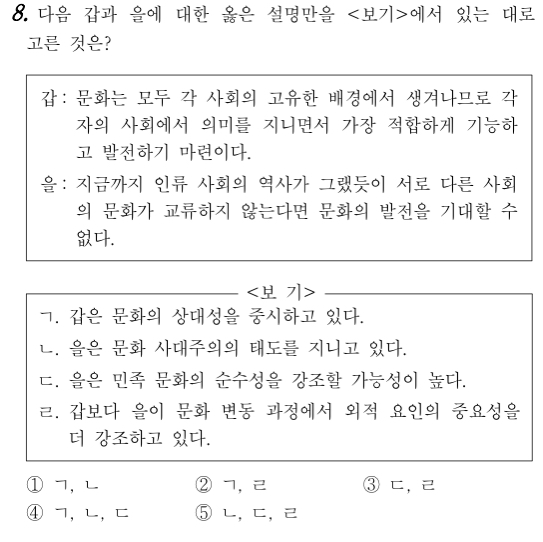 8. 다음 갑과 을에 대한 옳은 설명만을 <보기>에서 있는 대로
고른 것은?
갑 : 문화는 모두 각 사회의 고유한 배경에서 생겨나므로 각
자의 사회에서 의미를 지니면서 가장 적합하게 기능하
고 발전하기 마련이다.
을 : 지금까지 인류 사회의 역사가 그랬듯이 서로 다른 사회
의 문화가 교류하지 않는다면 문화의 발전을 기대할 수
없다.
<보 기>
ㄱ. 갑은 문화의 상대성을 중시하고 있다.
ㄴ. 을은 문화 사대주의의 태도를 지니고 있다.
ㄷ. 을은 민족 문화의 순수성을 강조할 가능성이 높다.
ㄹ. 갑보다 을이 문화 변동 과정에서 외적 요인의 중요성을
더 강조하고 있다.
① ㄱ, ㄴ ② ㄱ, ㄹ ③ ㄷ, ㄹ
④ ㄱ, ㄴ, ㄷ ⑤ ㄴ, ㄷ, ㄹ